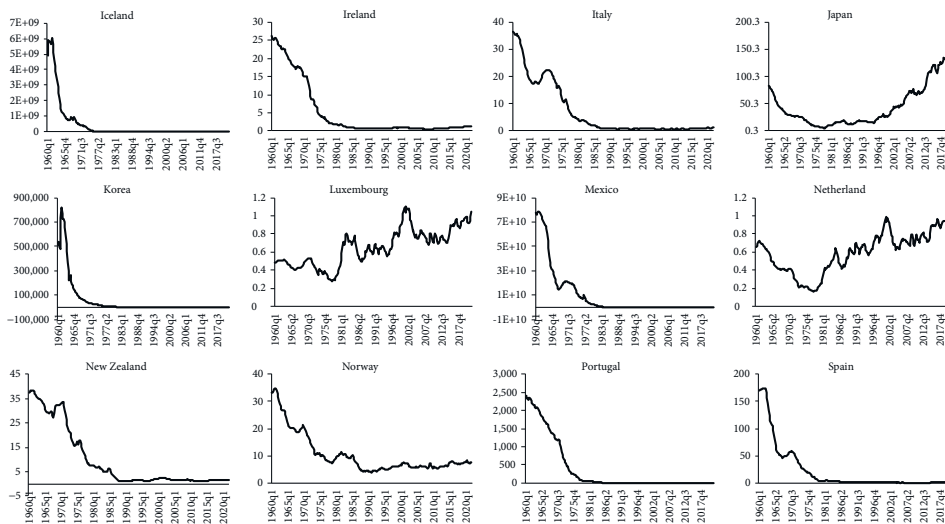 Iceland
7E+09
6E+09
5E+09
4E+09
3E+09
2E+09
1E+09
0
1960q1
1965q4
1971q3
1977q2
1983q1
1988q4
1994q3
2000q2
2006q1
2011q4
2017q3
Ireland
30
25
20
15
10
5
0
1960q1
1965q1
1970q1
1975q1
1980q1
1985q1
1990q1
1995q1
2000q1
2005q1
2010q1
2015q1
2020q1
Italy
40
30
20
10
0
1960q1
1965q1
1970q1
1975q1
1980q1
1985q1
1990q1
1995q1
2000q1
2005q1
2010q1
2015q1
2020q1
Japan
200.3
150.3
100.3
50.3
0.3
1960q1
1965q2
1970q3
1975q4
1981q1
1986q2
1991q3
1996q4
2002q1
2007q2
2012q3
2017q4
Korea
900,000
700,000
500,000
300,000
100,000
−100,000
1960q1
1965q4
1971q3
1977q2
1983q1
1988q4
1994q3
2000q2
2006q1
2011q4
2017q3
Luxembourg
1.2
1
0.8
0.6
0.4
0.2
0
1960q1
1965q2
1970q3
1975q4
1981q1
1986q2
1991q3
1996q4
2002q1
2007q2
2012q3
2017q4
Mexico
9E+10
7E+10
5E+10
3E+10
1E+10
−1E+10
1960q1
1965q4
1971q3
1977q2
1983q1
1988q4
1994q3
2000q2
2006q1
2011q4
2017q3
Netherland
1.2
1
0.8
0.6
0.4
0.2
0
1960q1
1965q2
1970q3
1975q4
1981q1
1986q2
1991q3
1996q4
2002q1
2007q2
2012q3
2017q4
New Zealand
45
35
25
15
5
−5
1960q1
1965q1
1970q1
1975q1
1980q1
1985q1
1990q1
1995q1
2000q1
2005q1
2010q1
2015q1
2020q1
Norway
40
30
20
10
0
1960q1
1965q1
1970q1
1975q1
1980q1
1985q1
1990q1
1995q1
2000q1
2005q1
2010q1
2015q1
2020q1
Portugal
3,000
2,500
2,000
1,500
1,000
500
0
1960q1
1965q2
1970q3
1975q4
1981q1
1986q2
1991q3
1996q4
2002q1
2007q2
2012q3
2017q4
Spain
200
150
100
50
0
1960q1
1965q2
1970q3
1975q4
1981q1
1986q2
1991q3
1996q4
2002q1
2007q2
2012q3
2017q4